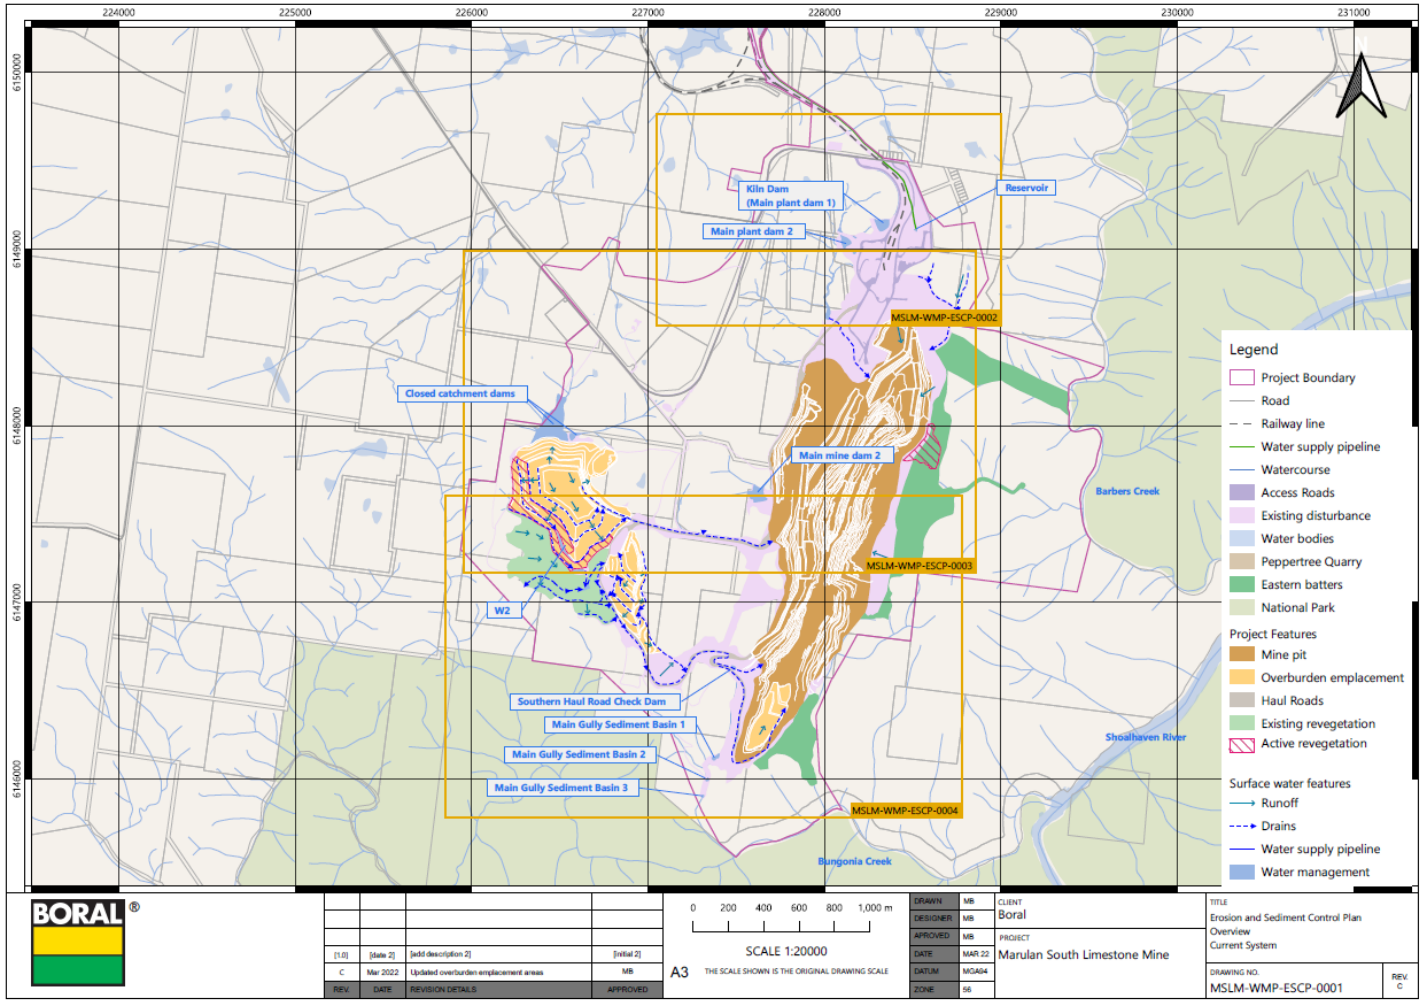 224000
225000
226000
227000
228000
229000
230000
231000
6150000
6149000
6148000
6147000
6146000
N
Kiln Dam
(Main plant dam 1)
Reservoir
Main plant dam 2
MSLM-WMP-ESCP-0002
Closed catchment dams
Main mine dam 2
Barbers Creek
MSLM-WMP-ESCP-0003
W2
Southern Haul Road Check Dam
Main Gully Sediment Basin 1
Main Gully Sediment Basin 2
Main Gully Sediment Basin 3
Shoalhaven River
MSLM-WMP-ESCP-0004
Bungonia Creek
Legend
Project Boundary
Road
Railway line
Water supply pipeline
Watercourse
Access Roads
Existing disturbance
Water bodies
Peppertree Quarry
Eastern batters
National Park
Project Features
Mine pit
Overburden emplacement
Haul Roads
Existing revegetation
Active revegetation
Surface water features
Runoff
Drains
Water supply pipeline
Water management
BORAL®
[1.0] [date 2] [add description 2] [initial 2]
C Mar 2022 Updated overburden emplacement areas MB
REV. DATE REVISION DETAILS APPROVED
0 200 400 600 800 1,000 m
SCALE 1:20000
A3 THE SCALE SHOWN IS THE ORIGINAL DRAWING SCALE
DRAWN MB
DESIGNER MB
APROVED MB
DATE MAR 22
DATUM MGA94
ZONE 56
CLIENT
Boral
PROJECT
Marulan South Limestone Mine
TITLE
Erosion and Sediment Control Plan
Overview
Current System
DRAWING NO.
MSLM-WMP-ESCP-0001
REV.
C